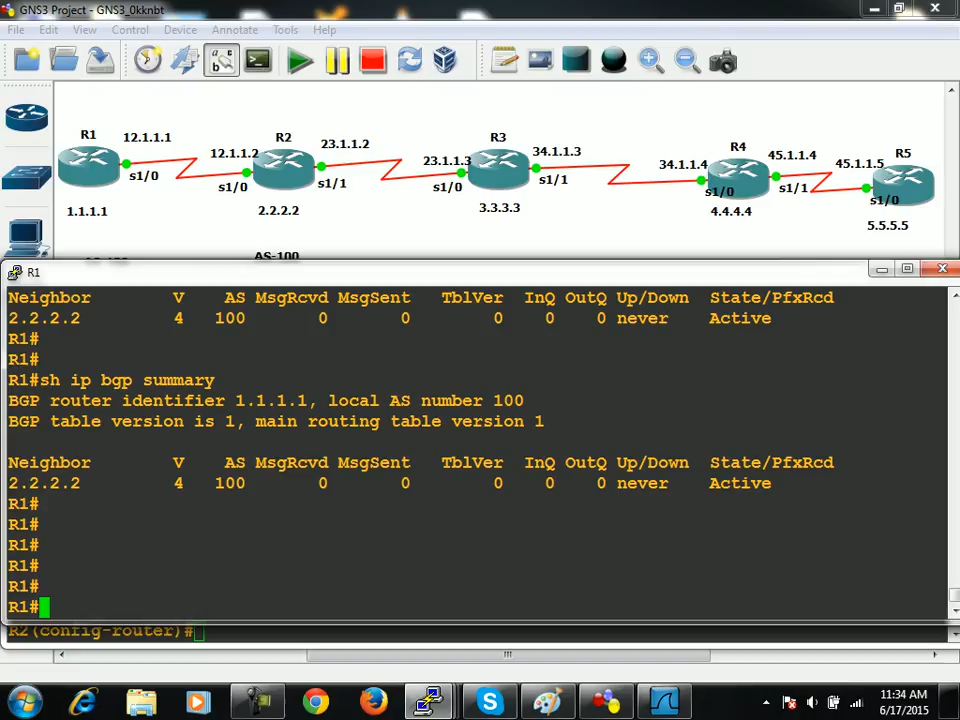 GNS3 Project - GNS3_0kknbt
File Edit View Control Device Annotate Tools Help
R1 12.1.1.1 R2 23.1.1.2 R3 34.1.1.3 R4 45.1.1.4 R5
12.1.1.2 23.1.1.3 34.1.1.4 45.1.1.5
s1/0 s1/0 s1/1 s1/0 s1/1 s1/0 s1/1 s1/0
1.1.1.1 2.2.2.2 3.3.3.3 4.4.4.4 5.5.5.5
AS-100
R1
Neighbor V AS MsgRcvd MsgSent TblVer InQ OutQ Up/Down State/PfxRcd
2.2.2.2 4 100 0 0 0 0 0 never Active
R1#
R1#
R1#sh ip bgp summary
BGP router identifier 1.1.1.1, local AS number 100
BGP table version is 1, main routing table version 1
Neighbor V AS MsgRcvd MsgSent TblVer InQ OutQ Up/Down State/PfxRcd
2.2.2.2 4 100 0 0 0 0 0 never Active
R1#
R1#
R1#
R1#
R1#
R1#
R2(config-router)#
11:34 AM
6/17/2015